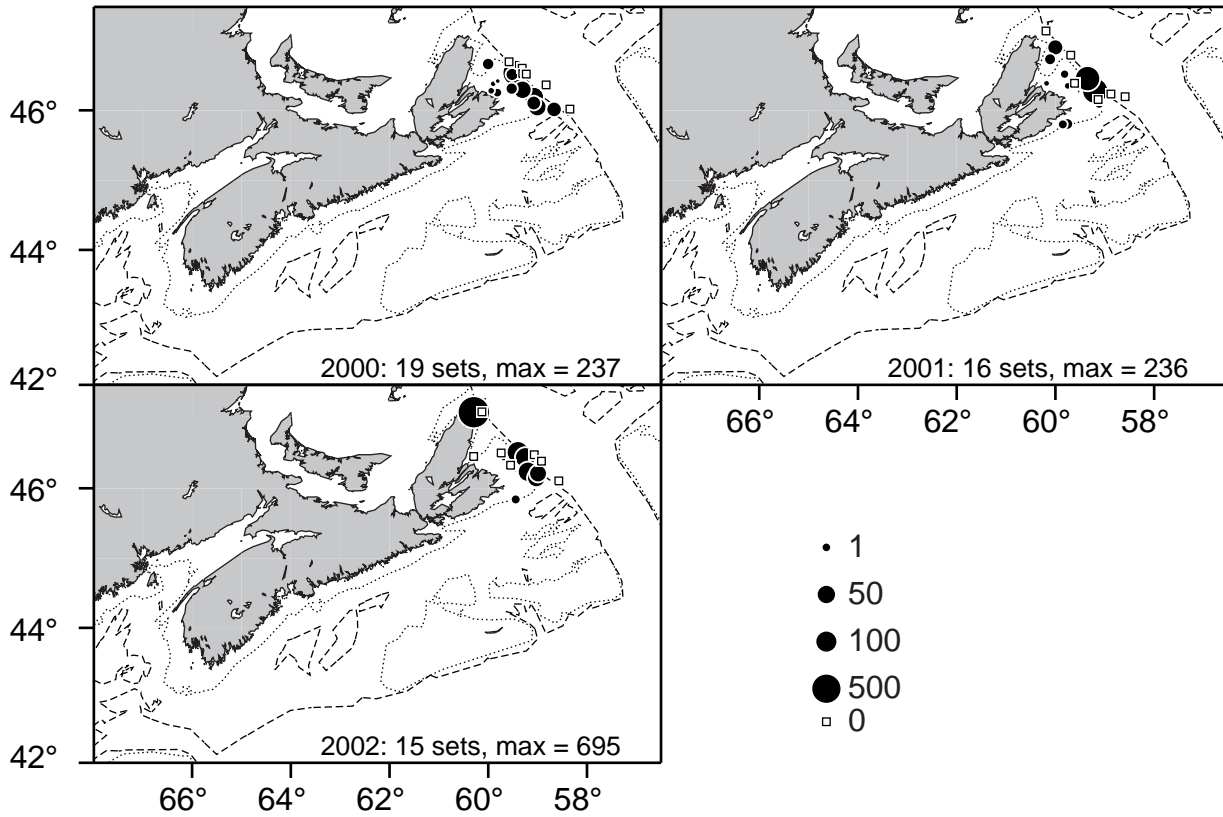 46°
44°
42°
2000: 19 sets, max = 237
2001: 16 sets, max = 236
66° 64° 62° 60° 58°
46°
44°
42°
2002: 15 sets, max = 695
66° 64° 62° 60° 58°
1
50
100
500
0